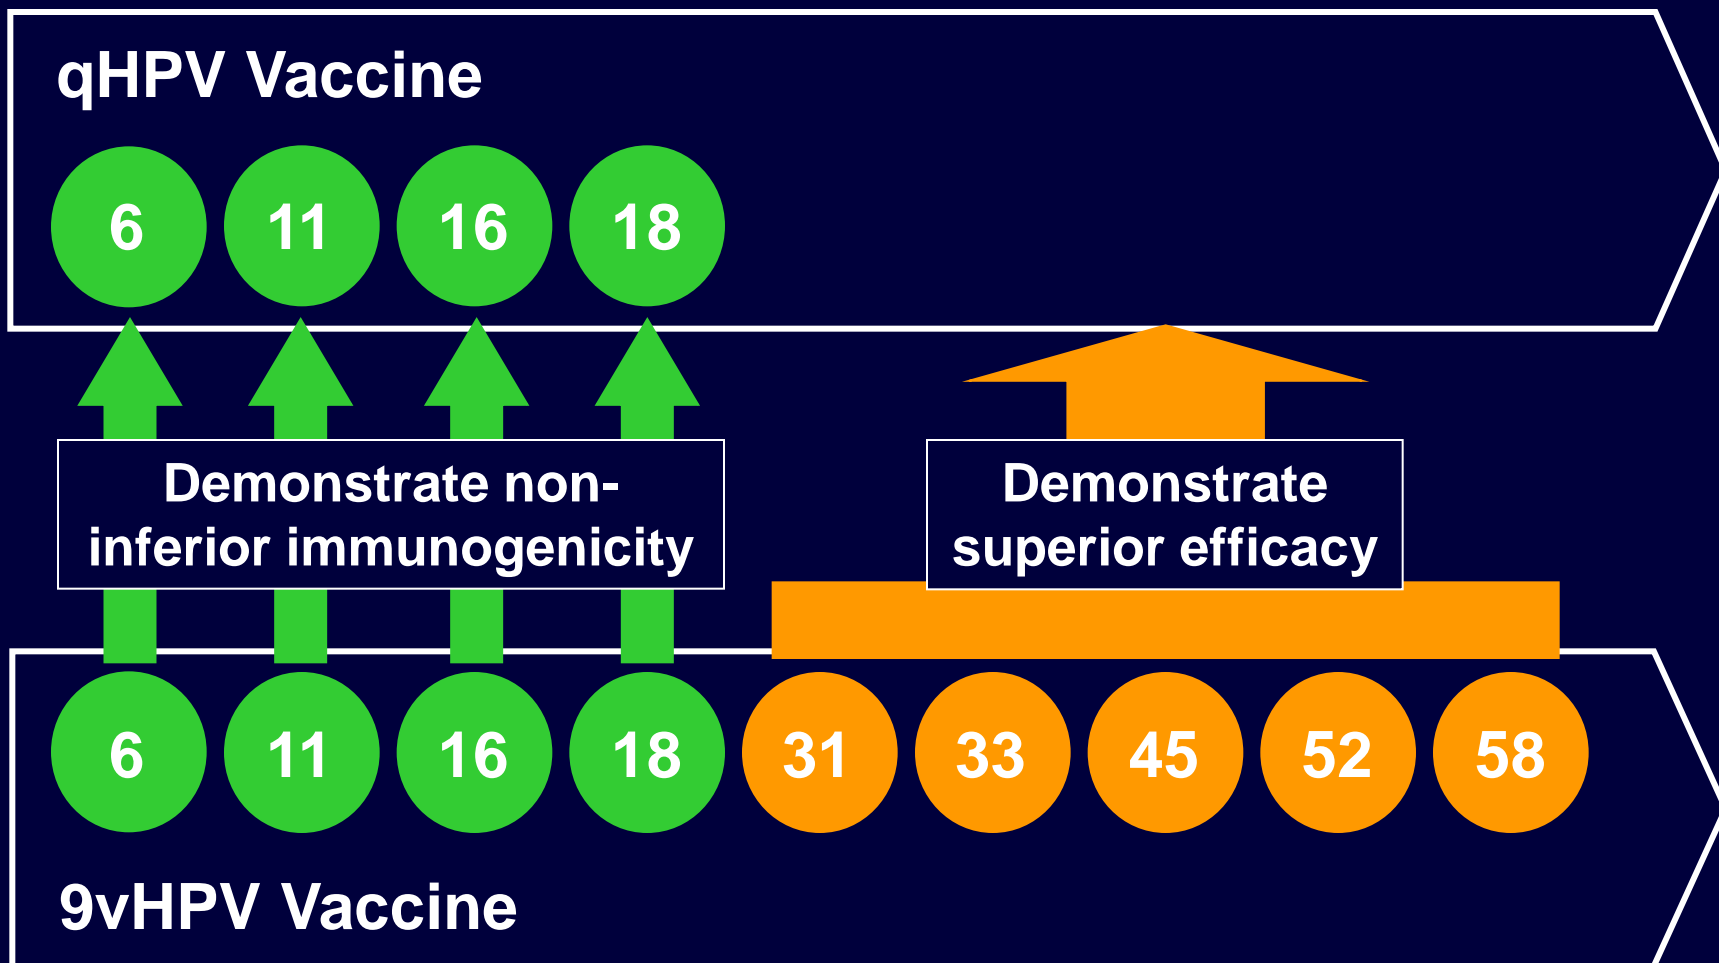 qHPV Vaccine
6 11 16 18
Demonstrate non-
inferior immunogenicity
Demonstrate
superior efficacy
6 11 16 18 31 33 45 52 58
9vHPV Vaccine